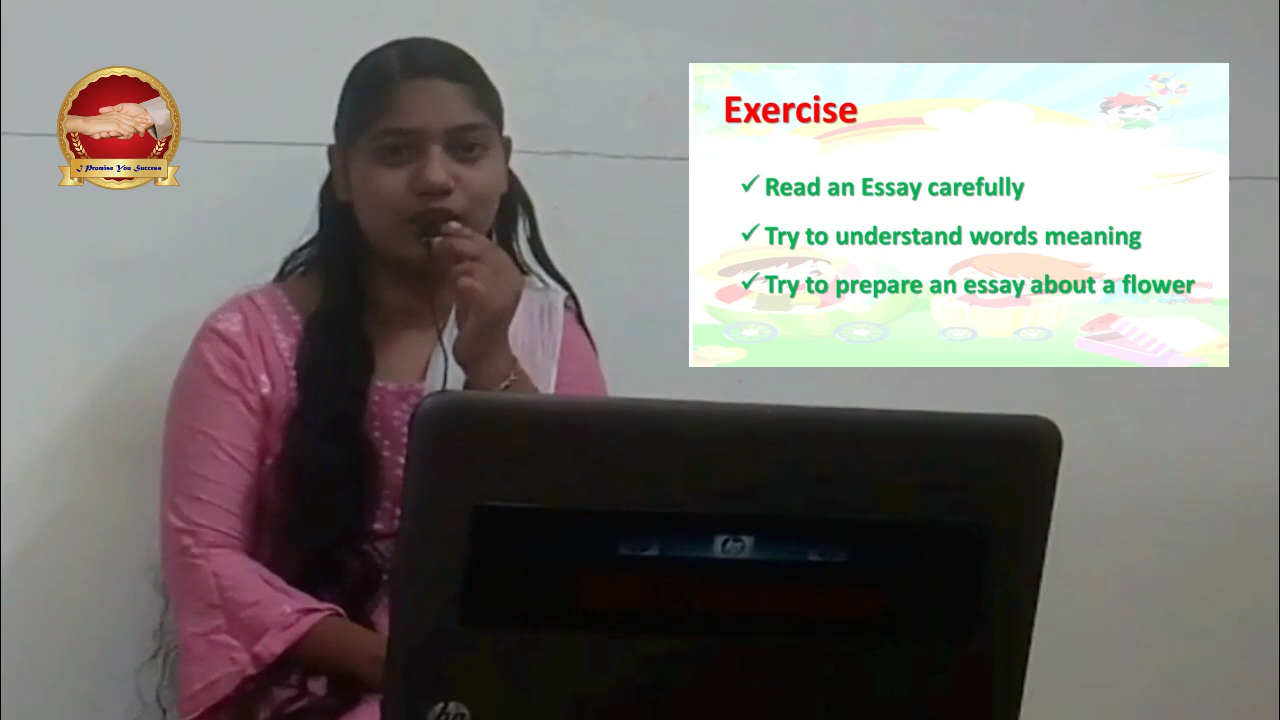 I Promise You Success
Exercise
✓ Read an Essay carefully
✓ Try to understand words meaning
✓ Try to prepare an essay about a flower
hp
hp